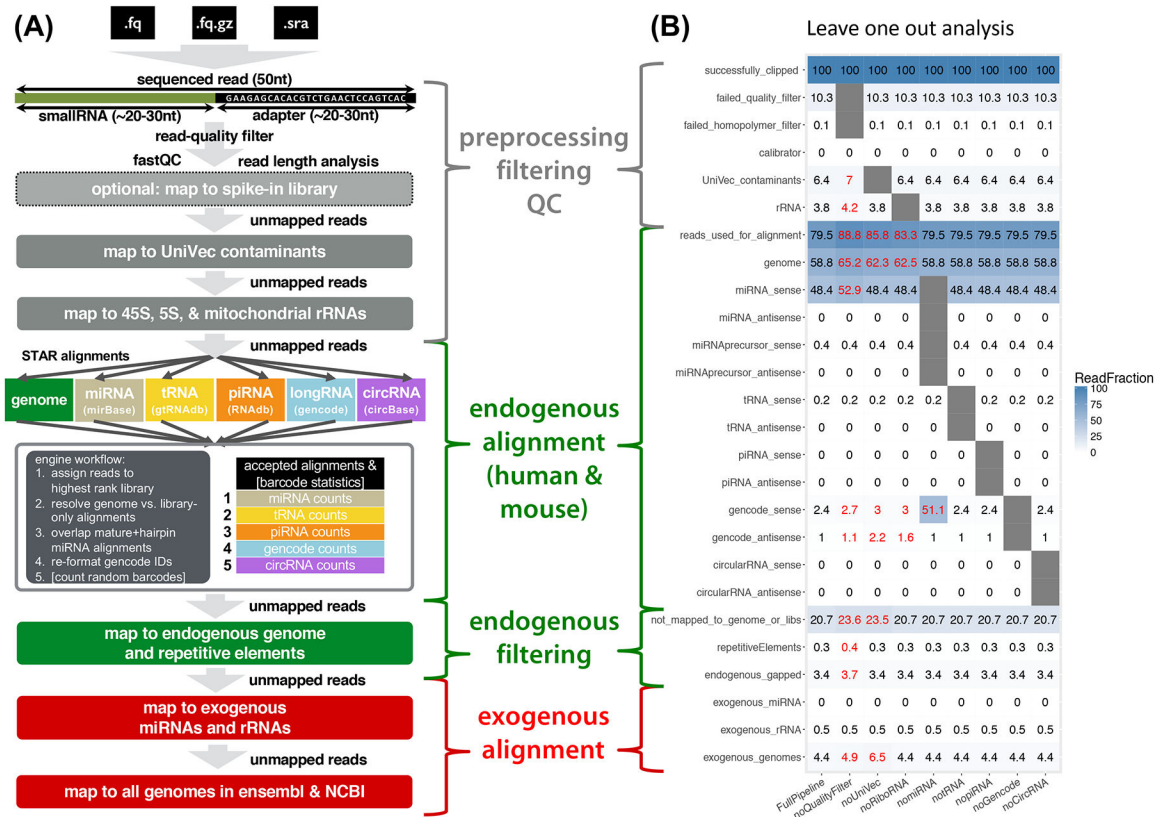 (A)
.fq
.fq.gz
.sra
sequenced read (50nt)
GAAGAGCACACGTCTGAACTCCAGTCAC
smallRNA (~20-30nt)
adapter (~20-30nt)
read-quality filter
fastQC
read length analysis
optional: map to spike-in library
unmapped reads
map to UniVec contaminants
unmapped reads
map to 45S, 5S, & mitochondrial rRNAs
unmapped reads
STAR alignments
genome
miRNA
(mirBase)
tRNA
(gtRNAdb)
piRNA
(RNAdb)
longRNA
(gencode)
circRNA
(circBase)
engine workflow:
1. assign reads to
highest rank library
2. resolve genome vs. library-
only alignments
3. overlap mature+hairpin
miRNA alignments
4. re-format gencode IDs
5. [count random barcodes]
accepted alignments &
[barcode statistics]
1 miRNA counts
2 tRNA counts
3 piRNA counts
4 gencode counts
5 circRNA counts
unmapped reads
map to endogenous genome
and repetitive elements
unmapped reads
map to exogenous
miRNAs and rRNAs
unmapped reads
map to all genomes in ensembl & NCBI
preprocessing
filtering
QC
endogenous
alignment
(human &
mouse)
endogenous
filtering
exogenous
alignment
(B)
Leave one out analysis
successfully_clipped 100 100 100 100 100 100 100 100 100
failed_quality_filter 10.3 10.3 10.3 10.3 10.3 10.3 10.3 10.3
failed_homopolymer_filter 0.1 0.1 0.1 0.1 0.1 0.1 0.1 0.1
calibrator 0 0 0 0 0 0 0 0 0
UniVec_contaminants 6.4 7 6.4 6.4 6.4 6.4 6.4 6.4
rRNA 3.8 4.2 3.8 3.8 3.8 3.8 3.8 3.8
reads_used_for_alignment 79.5 88.8 85.8 83.3 79.5 79.5 79.5 79.5 79.5
genome 58.8 65.2 62.3 62.5 58.8 58.8 58.8 58.8 58.8
miRNA_sense 48.4 52.9 48.4 48.4 48.4 48.4 48.4 48.4
miRNA_antisense 0 0 0 0 0 0 0 0
miRNAprecursor_sense 0.4 0.4 0.4 0.4 0.4 0.4 0.4 0.4
miRNAprecursor_antisense 0 0 0 0 0 0 0 0
tRNA_sense 0.2 0.2 0.2 0.2 0.2 0.2 0.2 0.2
tRNA_antisense 0 0 0 0 0 0 0 0
piRNA_sense 0 0 0 0 0 0 0 0
piRNA_antisense 0 0 0 0 0 0 0 0
gencode_sense 2.4 2.7 3 3 51.1 2.4 2.4 2.4
gencode_antisense 1 1.1 2.2 1.6 1 1 1 1
circularRNA_sense 0 0 0 0 0 0 0 0
circularRNA_antisense 0 0 0 0 0 0 0 0
not_mapped_to_genome_or_libs 20.7 23.6 23.5 20.7 20.7 20.7 20.7 20.7 20.7
repetitiveElements 0.3 0.4 0.3 0.3 0.3 0.3 0.3 0.3 0.3
endogenous_gapped 3.4 3.7 3.4 3.4 3.4 3.4 3.4 3.4 3.4
exogenous_miRNA 0 0 0 0 0 0 0 0 0
exogenous_rRNA 0.5 0.5 0.5 0.5 0.5 0.5 0.5 0.5 0.5
exogenous_genomes 4.4 4.9 6.5 4.4 4.4 4.4 4.4 4.4 4.4
FullPipeline
noQualityFilter
noUniVec
noRiboRNA
nomiRNA
notRNA
nopiRNA
noGencode
noCircRNA
ReadFraction
100
75
50
25
0